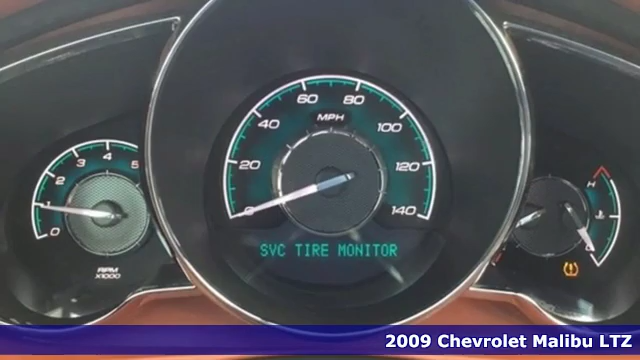 60 80
40 MPH 100
20 120
0 140
SVC TIRE MONITOR
3 4 5
2
1
0
RPM
X1000
H
2009 Chevrolet Malibu LTZ